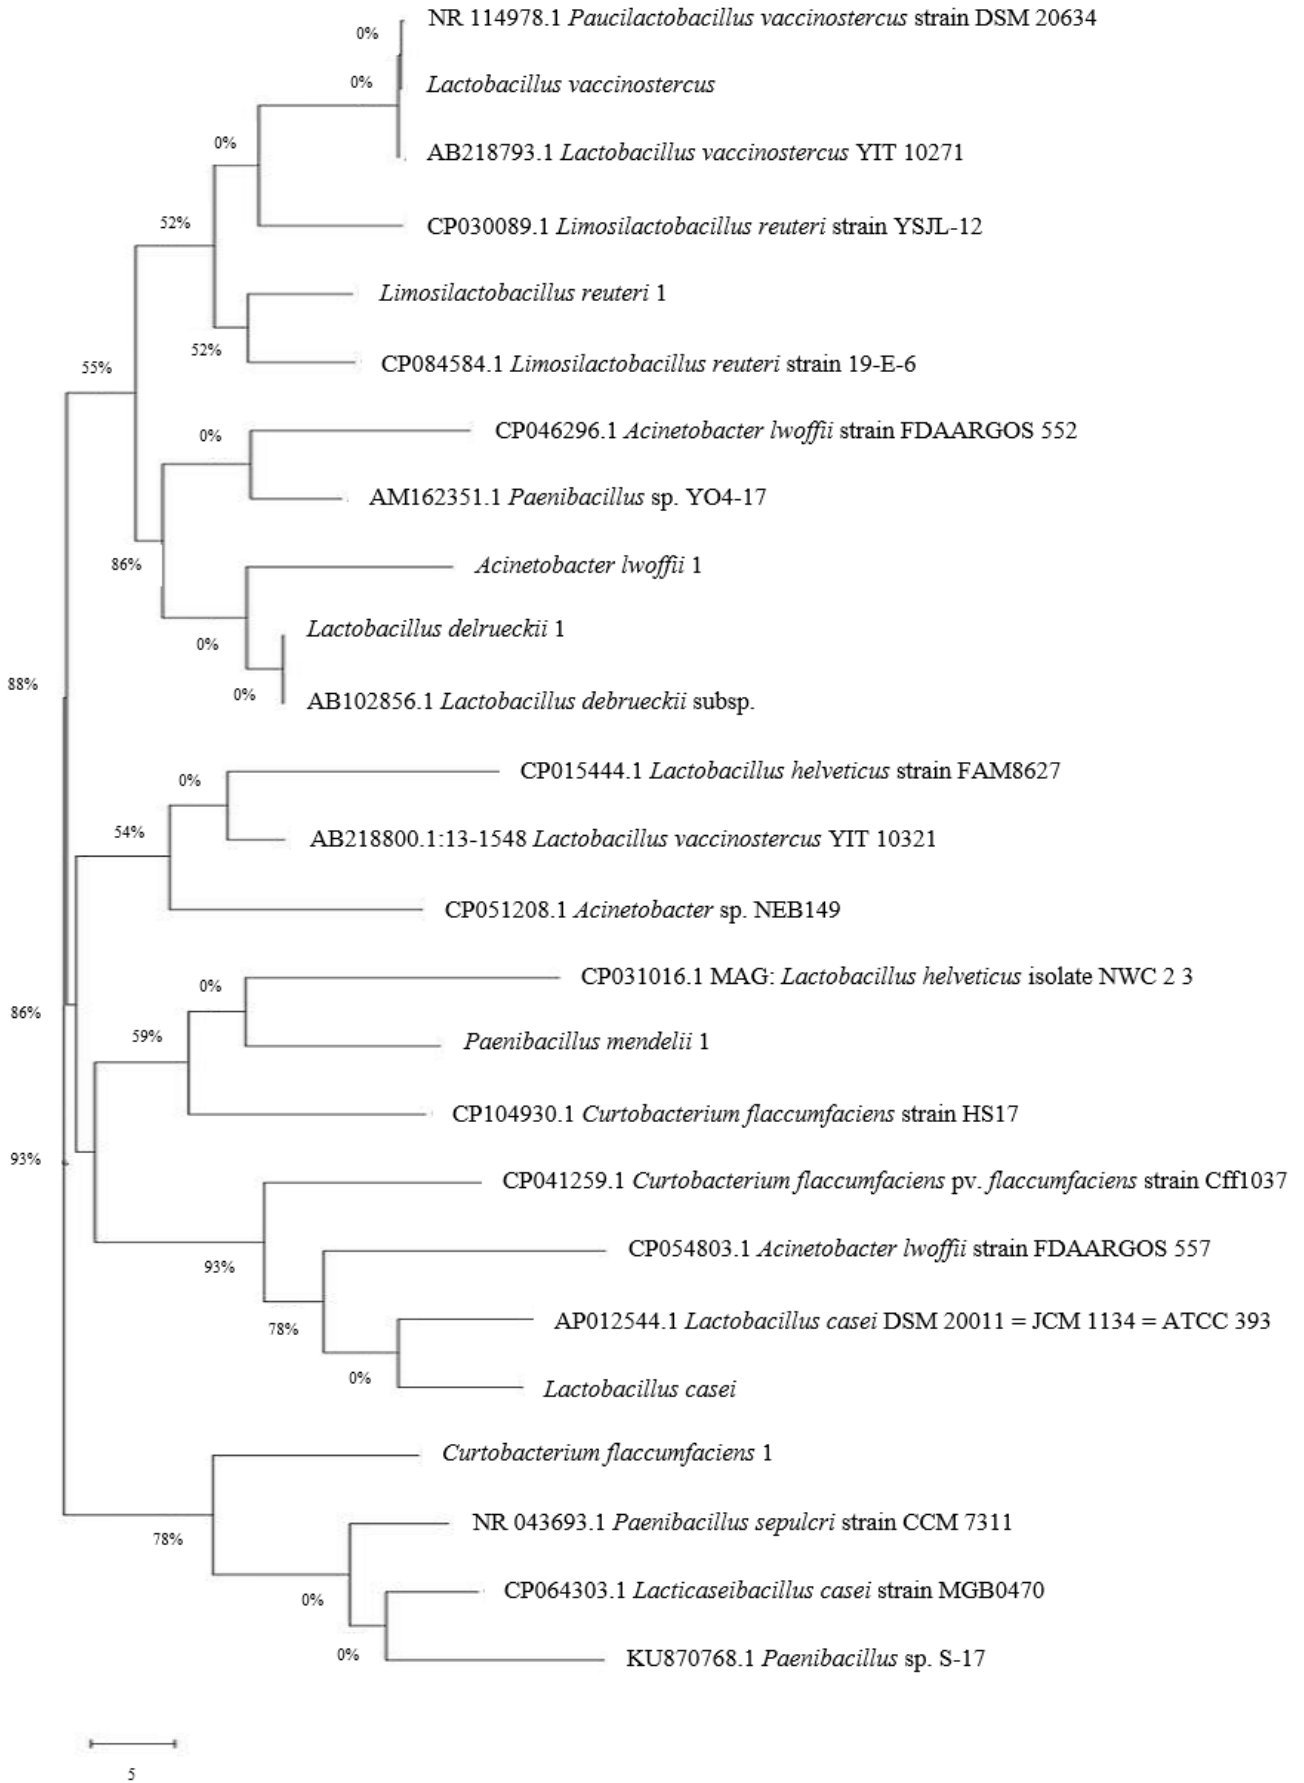 NR 114978.1 Paucilactobacillus vaccinostercus strain DSM 20634
0%
0%
Lactobacillus vaccinostercus
0%
AB218793.1 Lactobacillus vaccinostercus YIT 10271
52%
CP030089.1 Limosilactobacillus reuteri strain YSJL-12
Limosilactobacillus reuteri 1
52%
55%
CP084584.1 Limosilactobacillus reuteri strain 19-E-6
0%
CP046296.1 Acinetobacter lwoffii strain FDAARGOS 552
AM162351.1 Paenibacillus sp. YO4-17
86%
Acinetobacter lwoffii 1
Lactobacillus delrueckii 1
0%
88%
0%
AB102856.1 Lactobacillus debrueckii subsp.
0%
CP015444.1 Lactobacillus helveticus strain FAM8627
54%
AB218800.1:13-1548 Lactobacillus vaccinostercus YIT 10321
CP051208.1 Acinetobacter sp. NEB149
0%
CP031016.1 MAG: Lactobacillus helveticus isolate NWC 2 3
86%
59%
Paenibacillus mendelii 1
CP104930.1 Curtobacterium flaccumfaciens strain HS17
93%
CP041259.1 Curtobacterium flaccumfaciens pv. flaccumfaciens strain Cff1037
93%
CP054803.1 Acinetobacter lwoffii strain FDAARGOS 557
78%
AP012544.1 Lactobacillus casei DSM 20011 = JCM 1134 = ATCC 393
0%
Lactobacillus casei
Curtobacterium flaccumfaciens 1
78%
NR 043693.1 Paenibacillus sepulcri strain CCM 7311
0%
CP064303.1 Lacticaseibacillus casei strain MGB0470
0%
KU870768.1 Paenibacillus sp. S-17
5